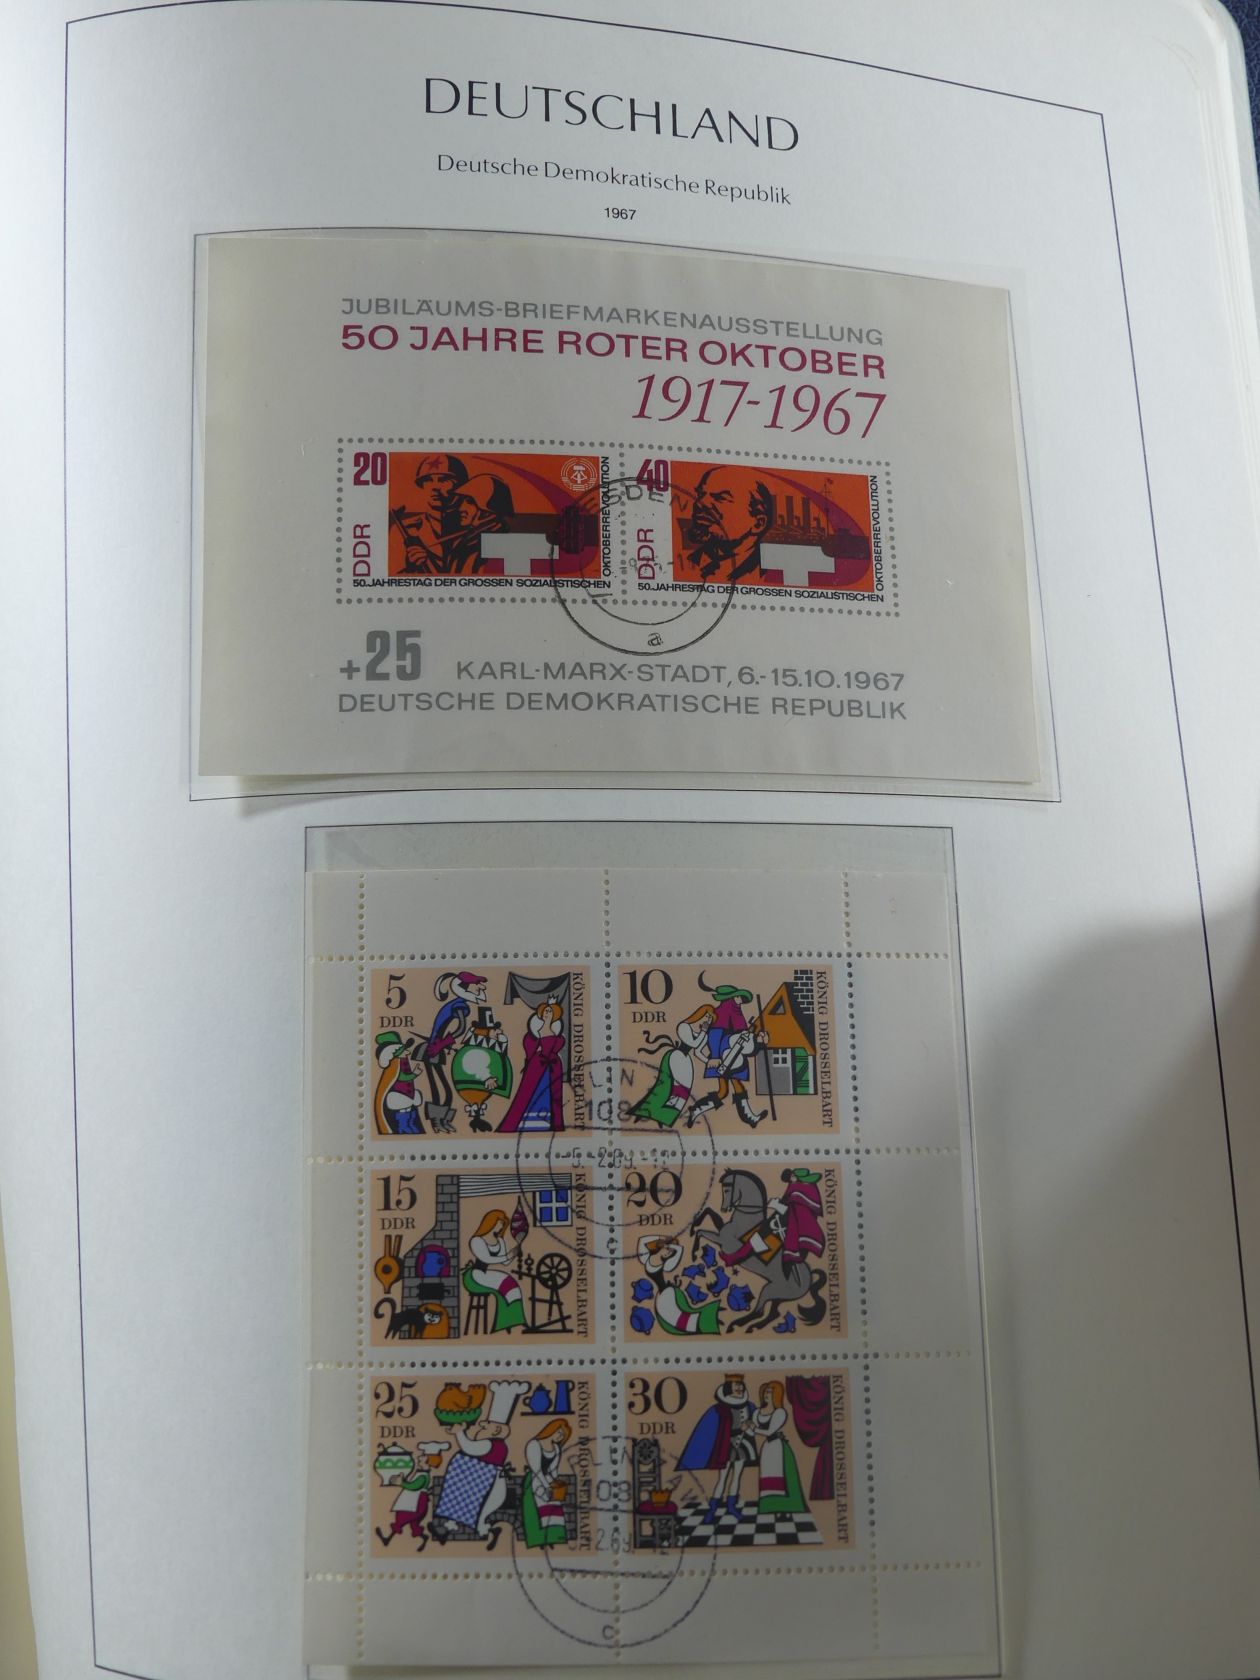 DEUTSCHLAND
Deutsche Demokratische Republik
1967
JUBILÄUMS-BRIEFMARKENAUSSTELLUNG
50 JAHRE ROTER OKTOBER
1917-1967
20
DDR
50. JAHRESTAG DER GROSSEN SOZIALISTISCHEN
OKTOBERREVOLUTION
40
DDR
50. JAHRESTAG DER GROSSEN SOZIALISTISCHEN
OKTOBERREVOLUTION
a
+25
KARL-MARX-STADT, 6.-15.10.1967
DEUTSCHE DEMOKRATISCHE REPUBLIK
5
DDR
KÖNIG DROSSELBART
10
DDR
KÖNIG DROSSELBART
108
15
DDR
KÖNIG DROSSELBART
20
DDR
KÖNIG DROSSELBART
c
25
DDR
KÖNIG DROSSELBART
30
DDR
KÖNIG DROSSELBART
c